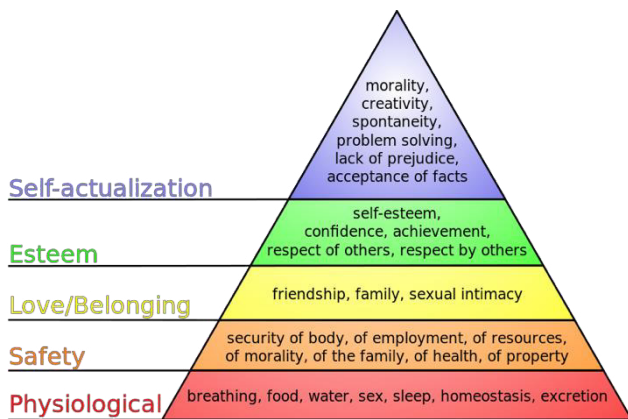 morality,
creativity,
spontaneity,
problem solving,
lack of prejudice,
acceptance of facts
Self-actualization
self-esteem,
confidence, achievement,
respect of others, respect by others
Esteem
friendship, family, sexual intimacy
Love/Belonging
security of body, of employment, of resources,
of morality, of the family, of health, of property
Safety
breathing, food, water, sex, sleep, homeostasis, excretion
Physiological